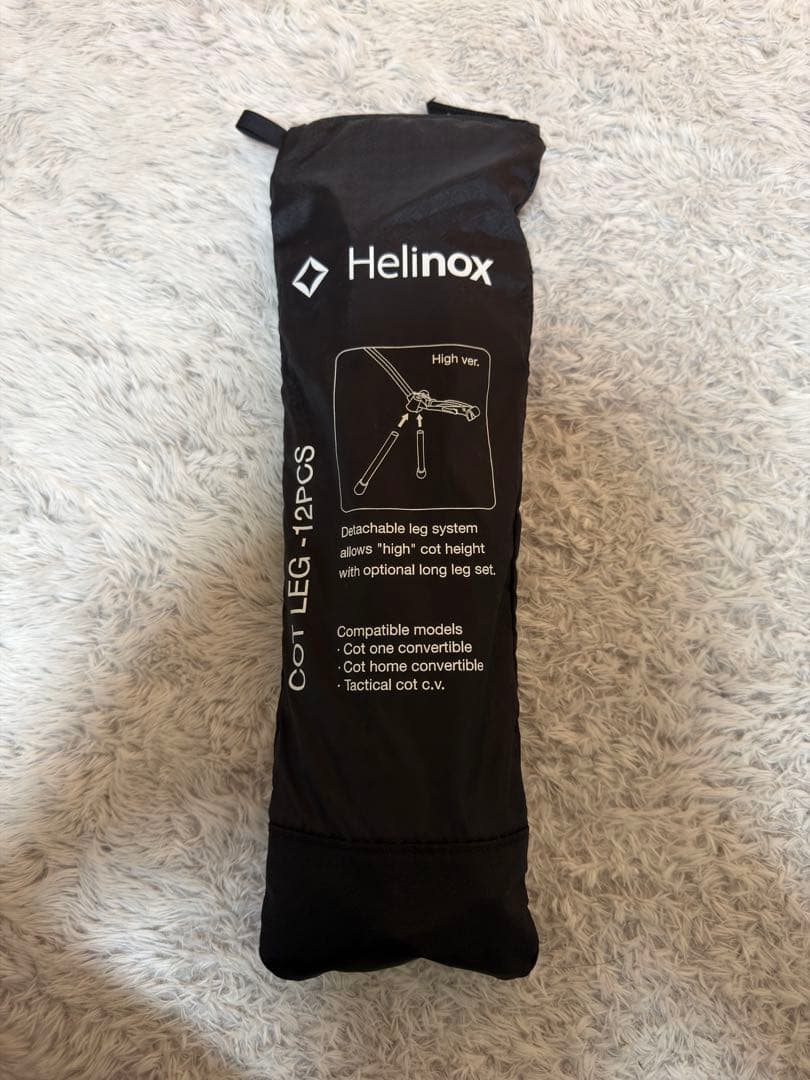 Helinox
High ver.
Detachable leg system
allows "high" cot height
with optional long leg set.
COT LEG -12PCS
Compatible models
· Cot one convertible
· Cot home convertible
· Tactical cot c.v.